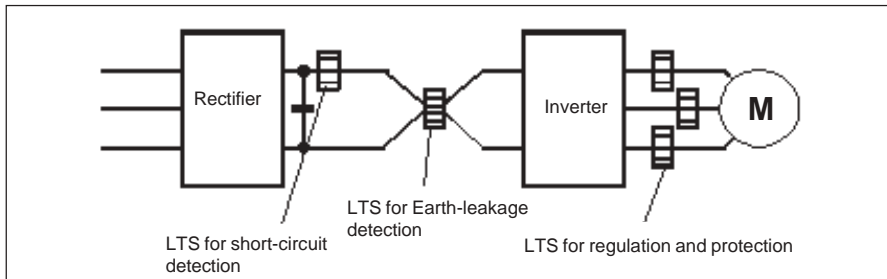 Rectifier
Inverter
M
LTS for Earth-leakage
detection
LTS for short-circuit
detection
LTS for regulation and protection